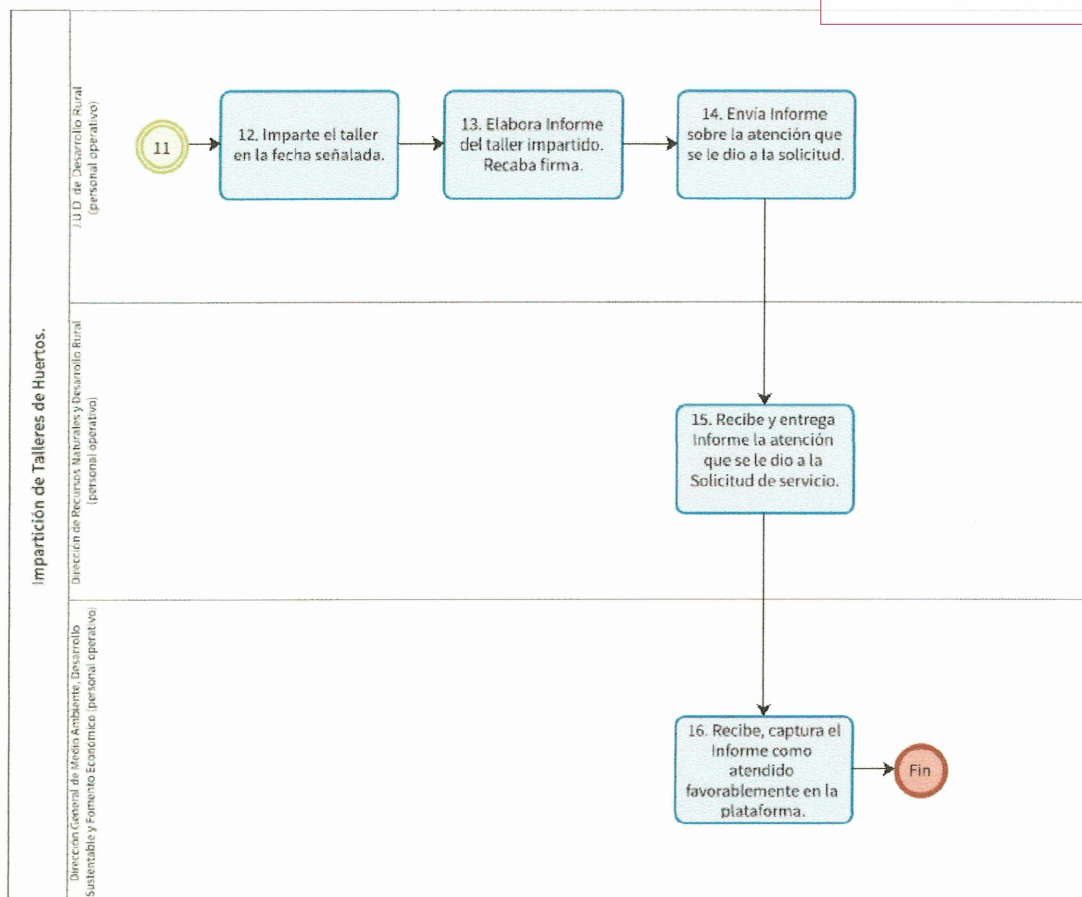 Impartición de Talleres de Huertos.
J.U.D. de Desarrollo Rural
(personal operativo)
11
12. Imparte el taller
en la fecha señalada.
13. Elabora Informe
del taller impartido.
Recaba firma.
14. Envía Informe
sobre la atención que
se le dio a la solicitud.
Dirección de Recursos Naturales y Desarrollo Rural
(personal operativo)
15. Recibe y entrega
Informe la atención
que se le dio a la
Solicitud de servicio.
Dirección General de Medio Ambiente, Desarrollo
Sustentable y Fomento Económico (personal operativo)
16. Recibe, captura el
Informe como
atendido
favorablemente en la
plataforma.
Fin